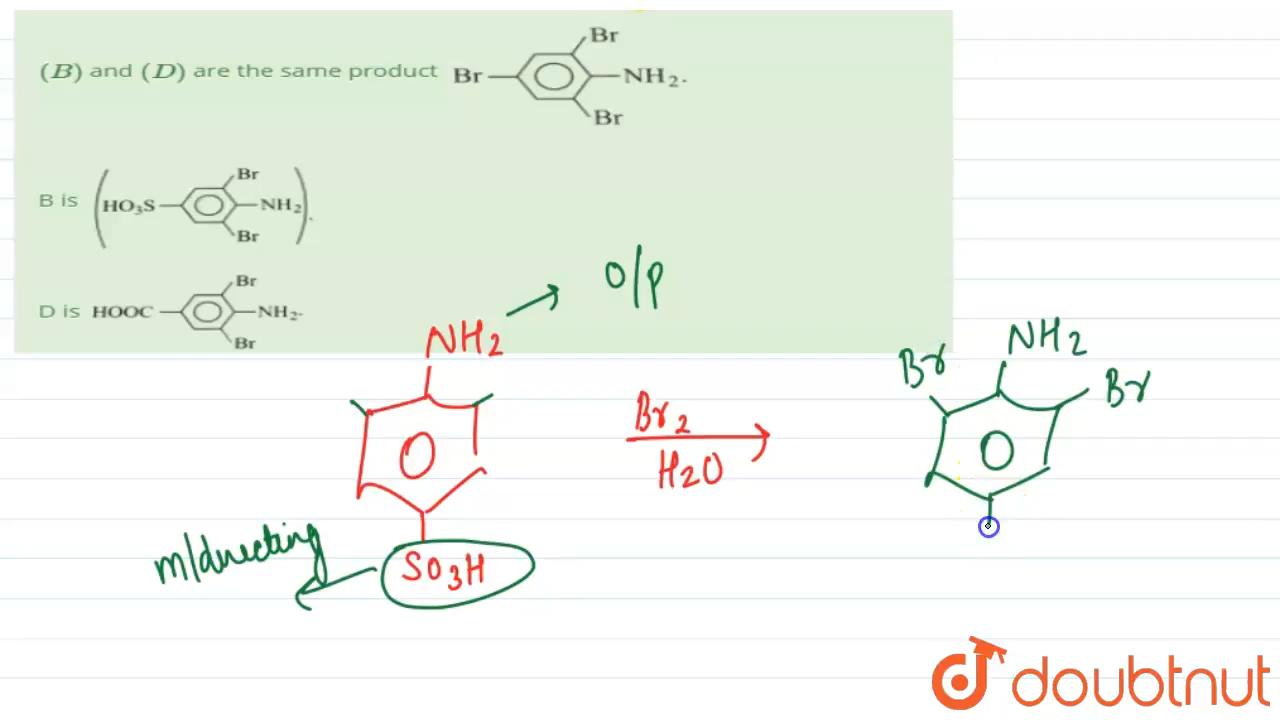 (B) and (D) are the same product
Br
Br
NH2.
Br
B is
Br
HO3S
NH2
.
Br
D is
Br
HOOC
NH2.
Br
O/p
NH2
NH2
Br
Br
Br2
H2O
m/directing
SO3H
doubtnut